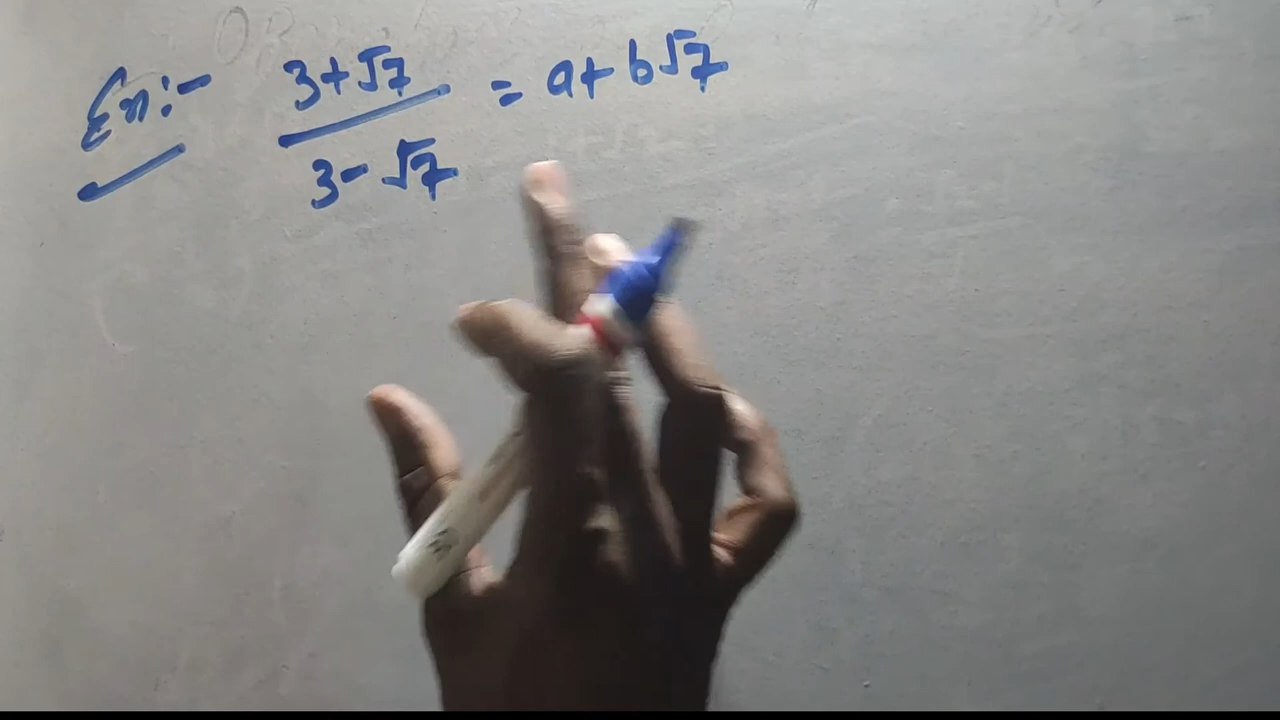 Ex:- 3+√7 / 3-√7 = a+b√7